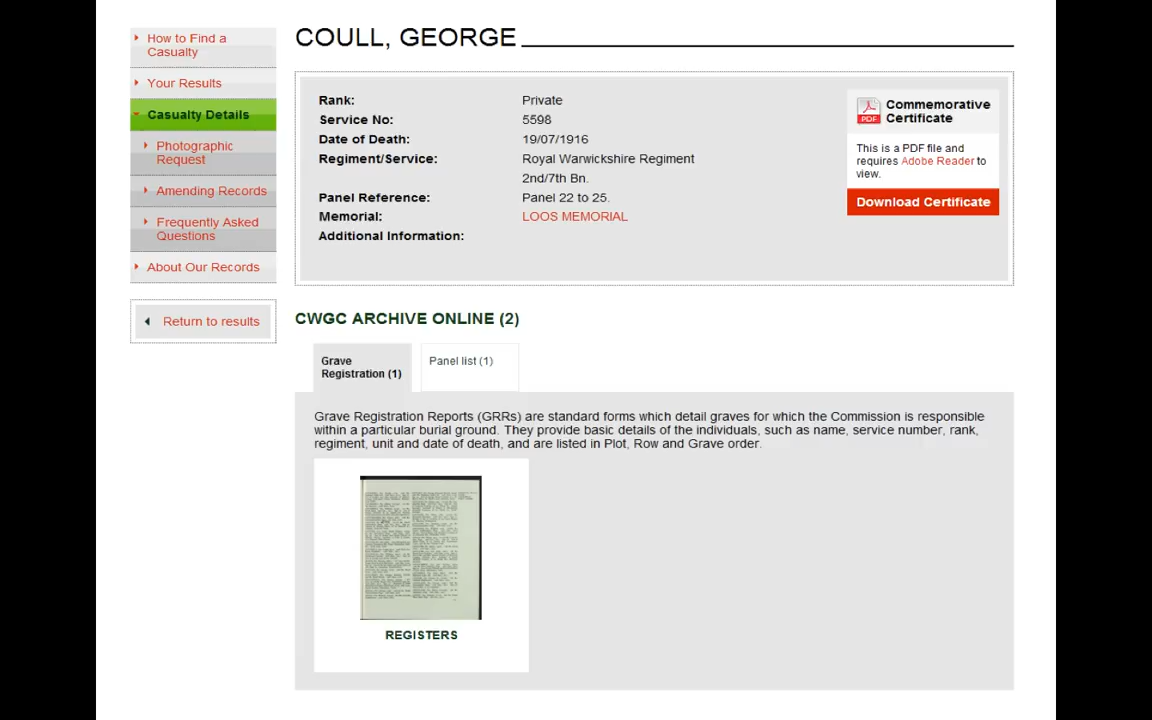 How to Find a
Casualty
Your Results
Casualty Details
Photographic
Request
Amending Records
Frequently Asked
Questions
About Our Records
Return to results
COULL, GEORGE
Rank: Private
Service No: 5598
Date of Death: 19/07/1916
Regiment/Service: Royal Warwickshire Regiment
2nd/7th Bn.
Panel Reference: Panel 22 to 25.
Memorial: LOOS MEMORIAL
Additional Information:
PDF
Commemorative
Certificate
This is a PDF file and
requires Adobe Reader to
view.
Download Certificate
CWGC ARCHIVE ONLINE (2)
Grave
Registration (1)
Panel list (1)
Grave Registration Reports (GRRs) are standard forms which detail graves for which the Commission is responsible
within a particular burial ground. They provide basic details of the individuals, such as name, service number, rank,
regiment, unit and date of death, and are listed in Plot, Row and Grave order.
REGISTERS